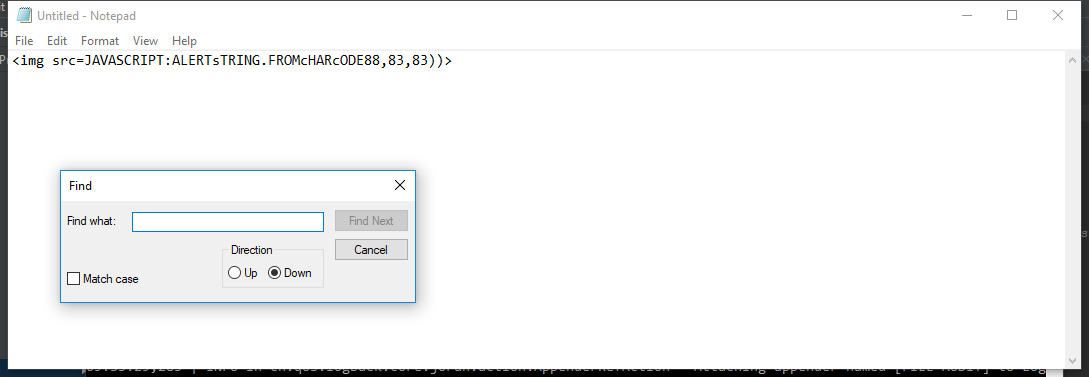 Untitled - Notepad
File Edit Format View Help
<img src=JAVASCRIPT:ALERTsTRING.FROMcHARcODE88,83,83))>
Find
Find what:
Find Next
Direction
Cancel
Up Down
Match case